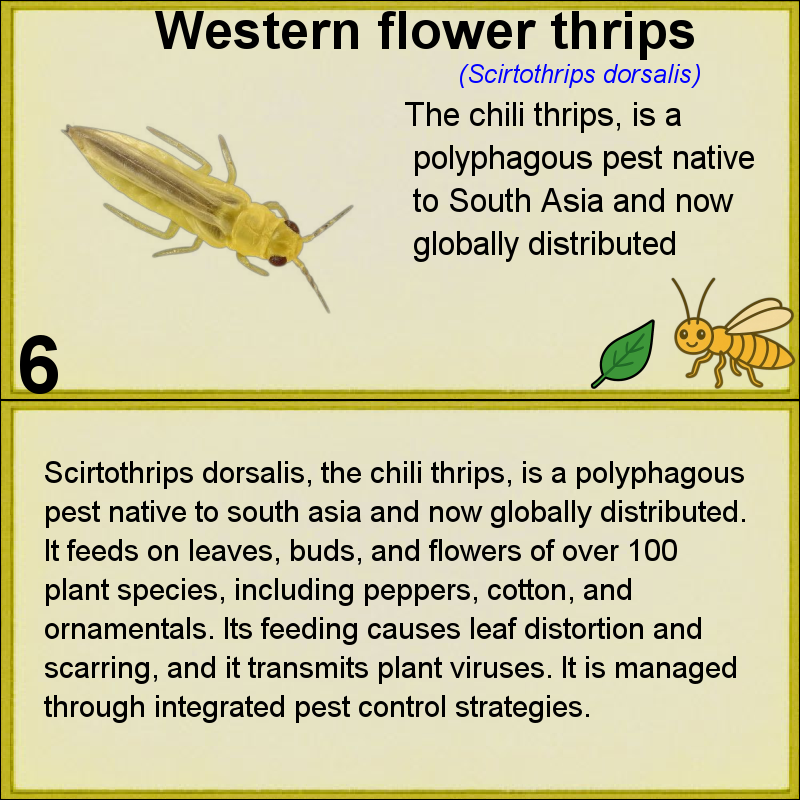 Western flower thrips
(Scirtothrips dorsalis)
The chili thrips, is a
polyphagous pest native
to South Asia and now
globally distributed
6
Scirtothrips dorsalis, the chili thrips, is a polyphagous
pest native to south asia and now globally distributed.
It feeds on leaves, buds, and flowers of over 100
plant species, including peppers, cotton, and
ornamentals. Its feeding causes leaf distortion and
scarring, and it transmits plant viruses. It is managed
through integrated pest control strategies.